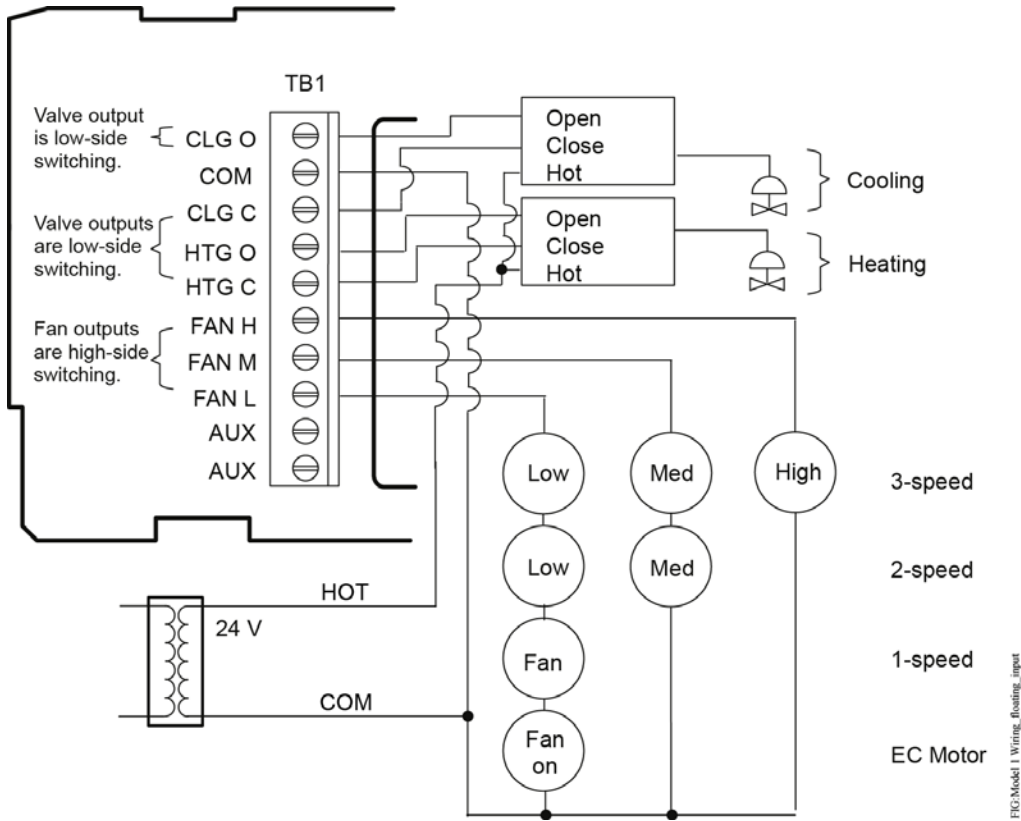 TB1
Valve output
is low-side
switching.
CLG O
COM
CLG C
Valve outputs
are low-side
switching.
HTG O
HTG C
FAN H
Fan outputs
are high-side
switching.
FAN M
FAN L
AUX
AUX
Open
Close
Hot
Cooling
Open
Close
Hot
Heating
Low
Med
High
3-speed
Low
Med
2-speed
Fan
1-speed
Fan
on
EC Motor
HOT
24 V
COM
FIG:Model 1 Wiring_floating_input